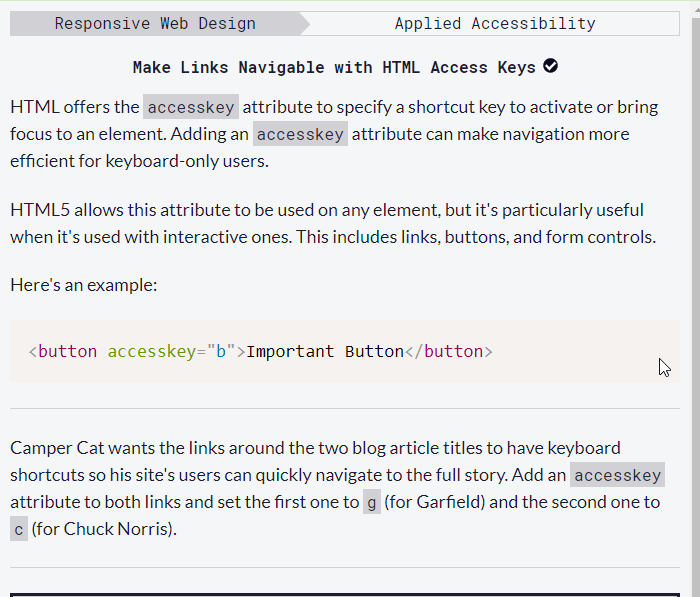 Responsive Web Design
Applied Accessibility
Make Links Navigable with HTML Access Keys
HTML offers the accesskey attribute to specify a shortcut key to activate or bring
focus to an element. Adding an accesskey attribute can make navigation more
efficient for keyboard-only users.
HTML5 allows this attribute to be used on any element, but it's particularly useful
when it's used with interactive ones. This includes links, buttons, and form controls.
Here's an example:
<button accesskey="b">Important Button</button>
Camper Cat wants the links around the two blog article titles to have keyboard
shortcuts so his site's users can quickly navigate to the full story. Add an accesskey
attribute to both links and set the first one to g (for Garfield) and the second one to
c (for Chuck Norris).